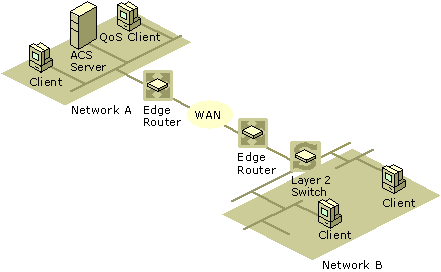 QoS Client
ACS
Server
Client
Network A
Edge
Router
WAN
Edge
Router
Layer 2
Switch
Client
Client
Network B